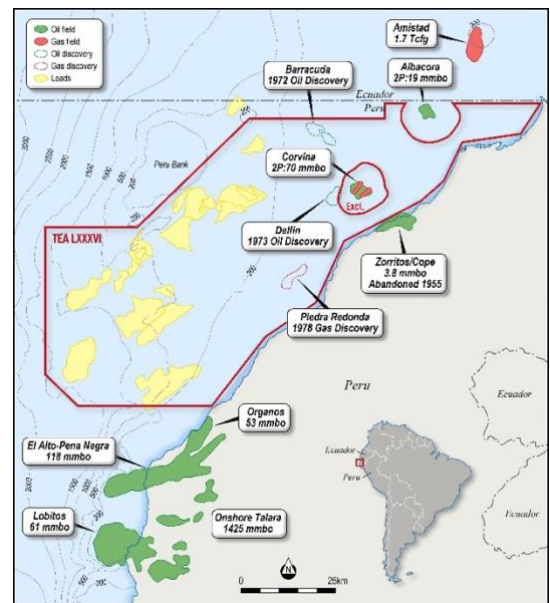 Oil field
Gas field
Oil discovery
Gas discovery
Leads
Amistad
1.7 Tcfg
Albacora
2P:19 mmbo
Barracuda
1972 Oil Discovery
Ecuador
Peru
Peru Bank
Corvina
2P:70 mmbo
Excl.
TEA LXXXVI
Delfin
1973 Oil Discovery
Zorritos/Cope
3.8 mmbo
Abandoned 1955
Piedra Redonda
1978 Gas Discovery
Peru
Ecuador
Organos
53 mmbo
El Alto-Pena Negra
118 mmbo
Ecuador
Peru
Ecuador
Lobitos
61 mmbo
Onshore Talara
1425 mmbo
N
0 25km